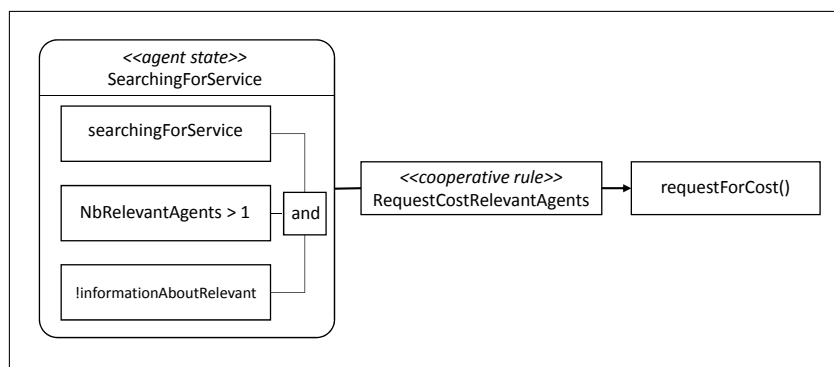 <<agent state>>
SearchingForService
searchingForService
NbRelevantAgents > 1
and
!informationAboutRelevant
<<cooperative rule>>
RequestCostRelevantAgents
requestForCost()